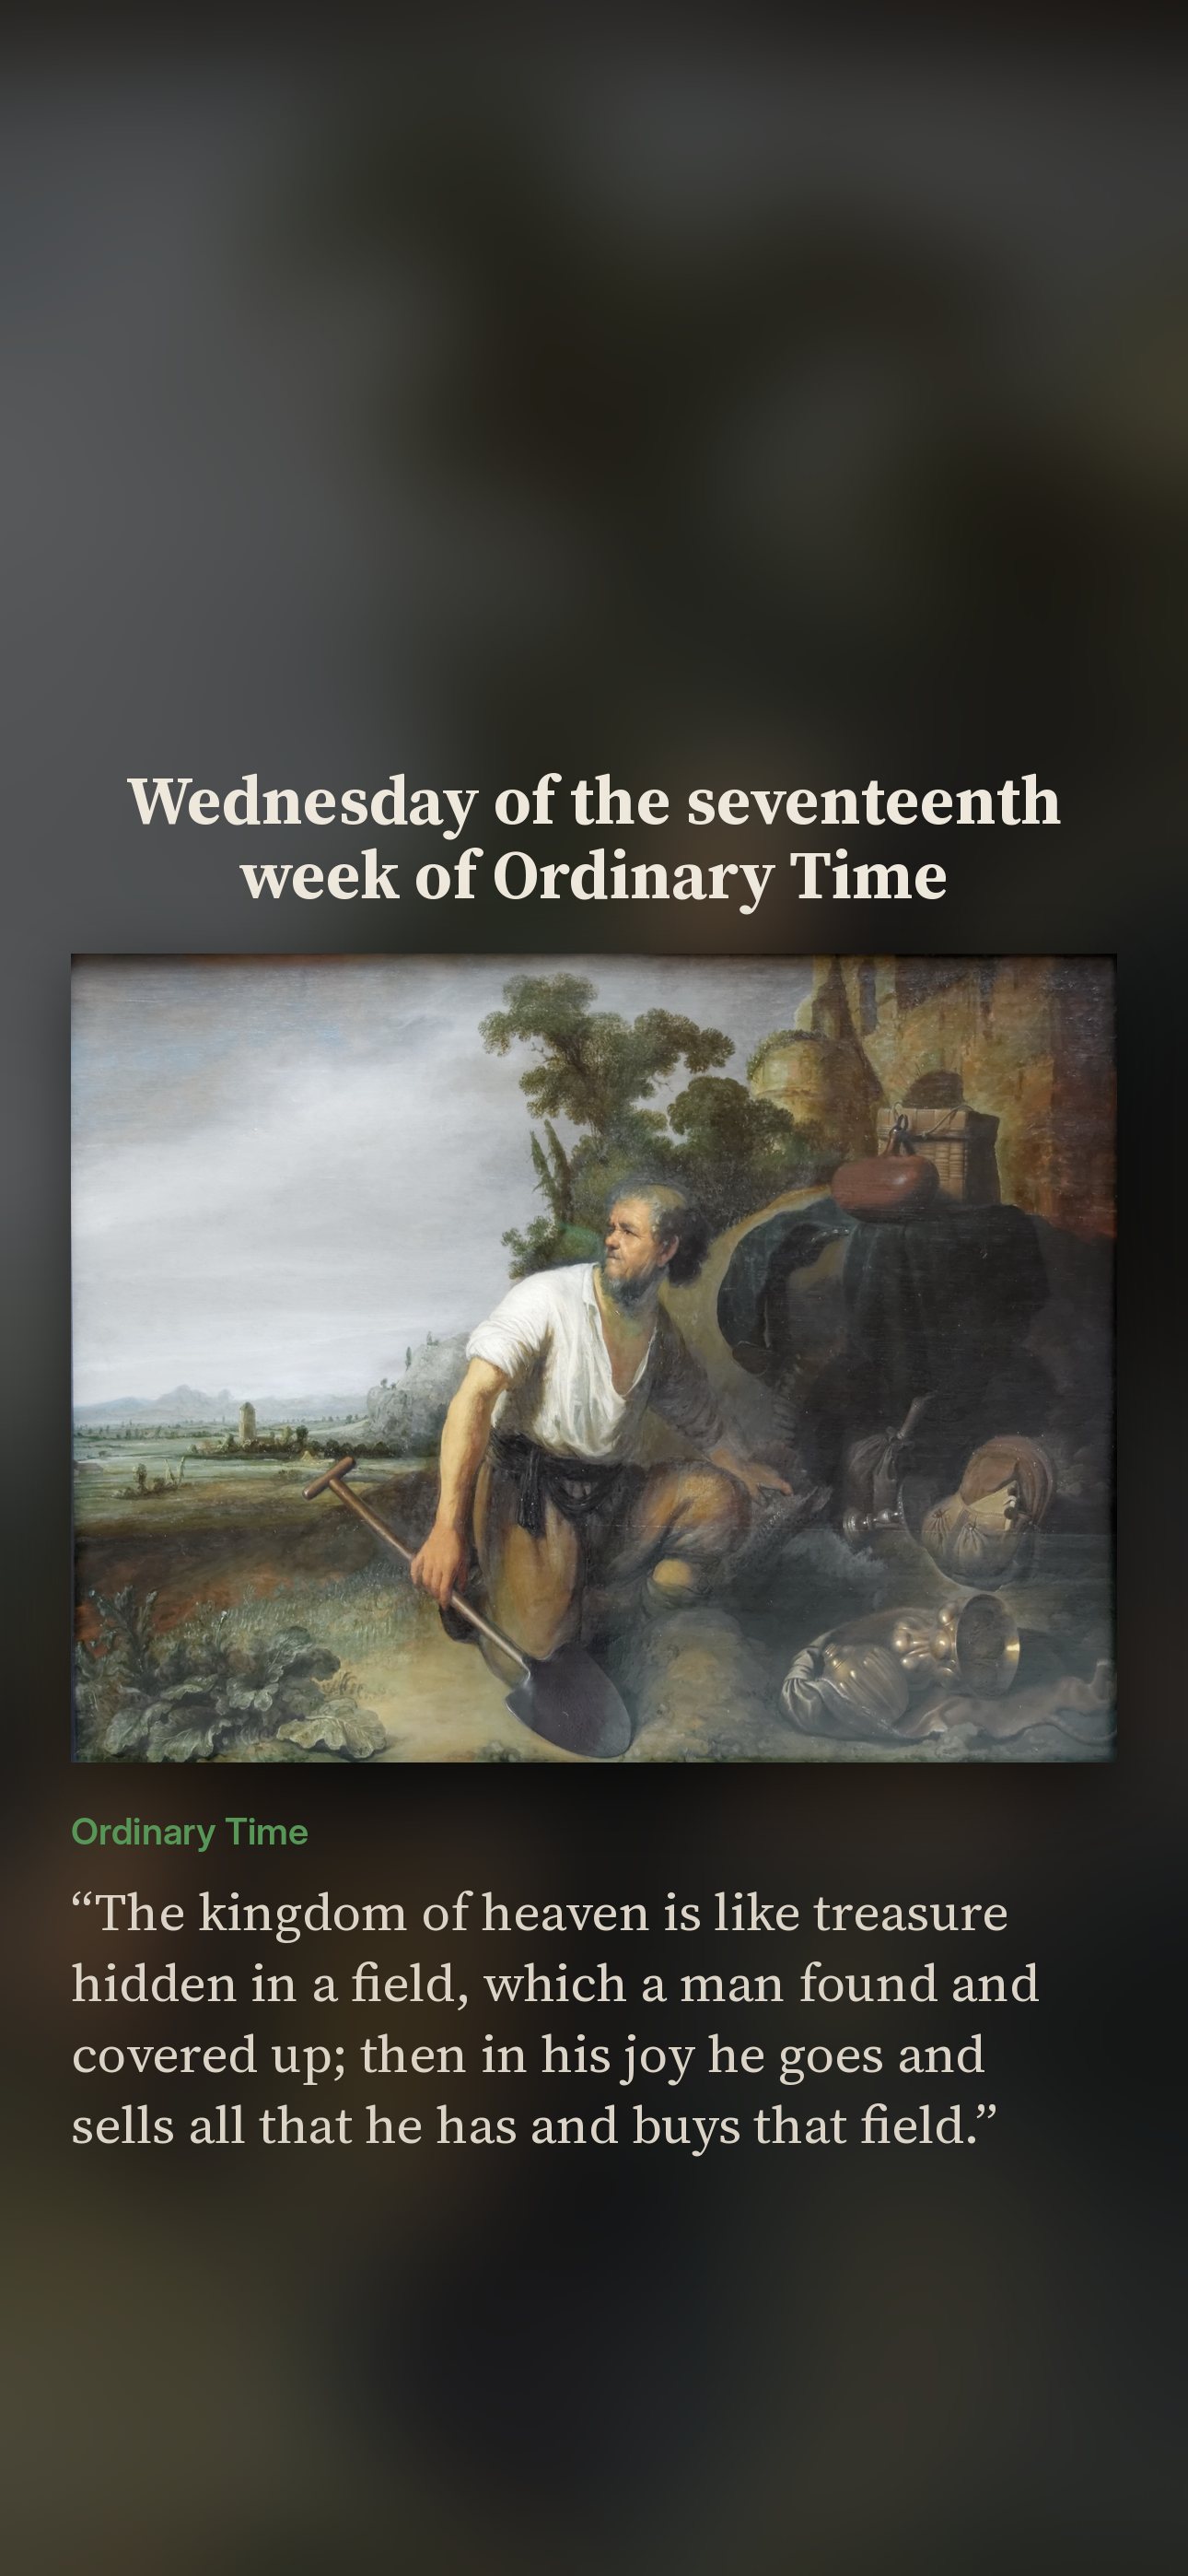 Wednesday of the seventeenth
week of Ordinary Time
Ordinary Time
“The kingdom of heaven is like treasure
hidden in a field, which a man found and
covered up; then in his joy he goes and
sells all that he has and buys that field.”